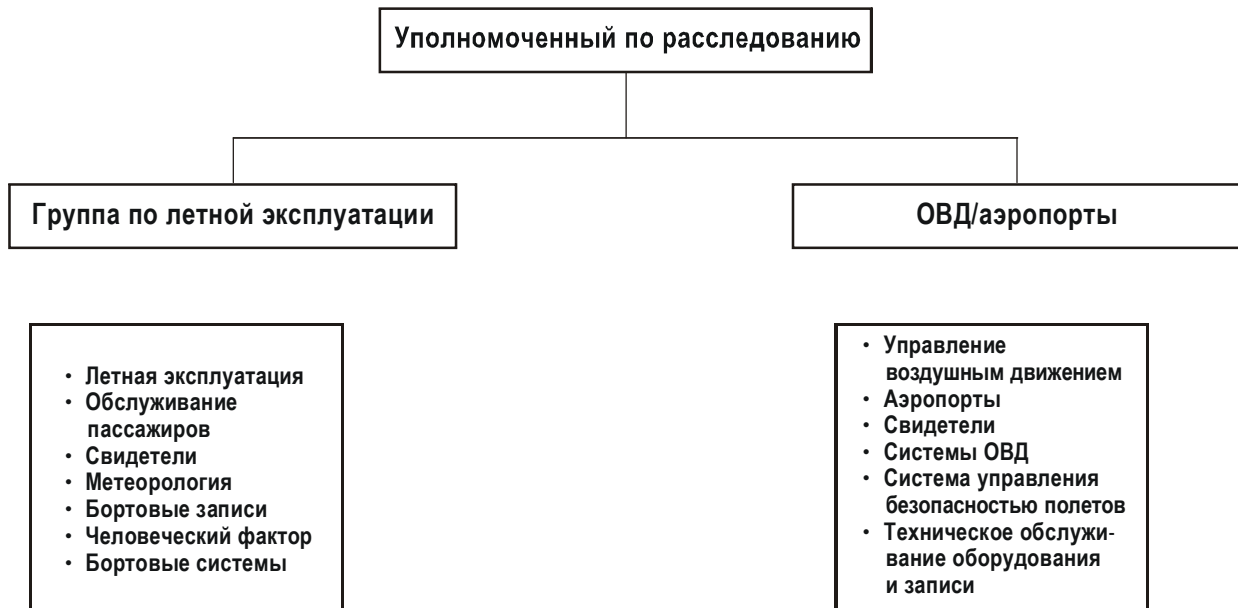 Уполномоченный по расследованию
Группа по летной эксплуатации
ОВД/аэропорты
• Летная эксплуатация
• Обслуживание
пассажиров
• Свидетели
• Метеорология
• Бортовые записи
• Человеческий фактор
• Бортовые системы
• Управление
воздушным движением
• Аэропорты
• Свидетели
• Системы ОВД
• Система управления
безопасностью полетов
• Техническое обслужи-
вание оборудования
и записи